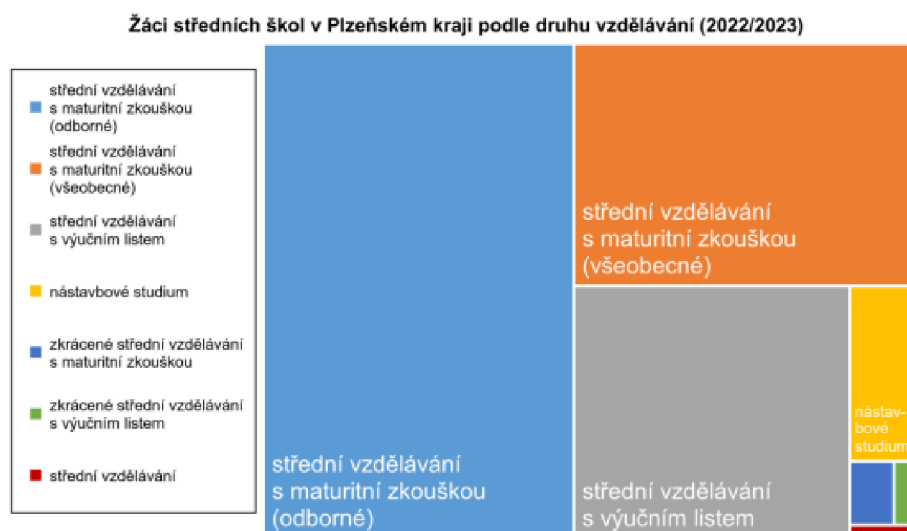 Žáci středních škol v Plzeňském kraji podle druhu vzdělávání (2022/2023)
střední vzdělávání
s maturitní zkouškou
(odborné)
střední vzdělávání
s maturitní zkouškou
(všeobecné)
střední vzdělávání
s výučním listem
nástavbové studium
zkrácené střední vzdělávání
s maturitní zkouškou
zkrácené střední vzdělávání
s výučním listem
střední vzdělávání
střední vzdělávání
s maturitní zkouškou
(odborné)
střední vzdělávání
s maturitní zkouškou
(všeobecné)
střední vzdělávání
s výučním listem
nástav-
bové
studium